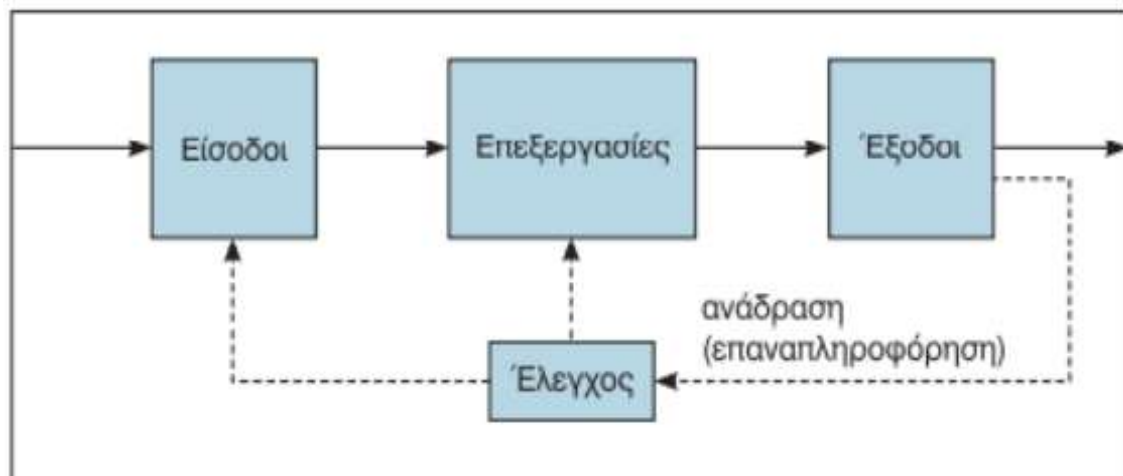 Είσοδοι
Επεξεργασίες
Έξοδοι
ανάδραση
(επαναπληροφόρηση)
Έλεγχος